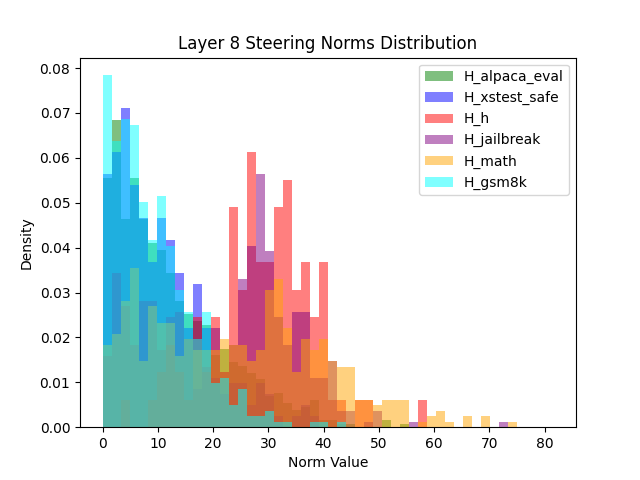 Layer 8 Steering Norms Distribution
H_alpaca_eval
H_xstest_safe
H_h
H_jailbreak
H_math
H_gsm8k
Density
0.08
0.07
0.06
0.05
0.04
0.03
0.02
0.01
0.00
0 10 20 30 40 50 60 70 80
Norm Value